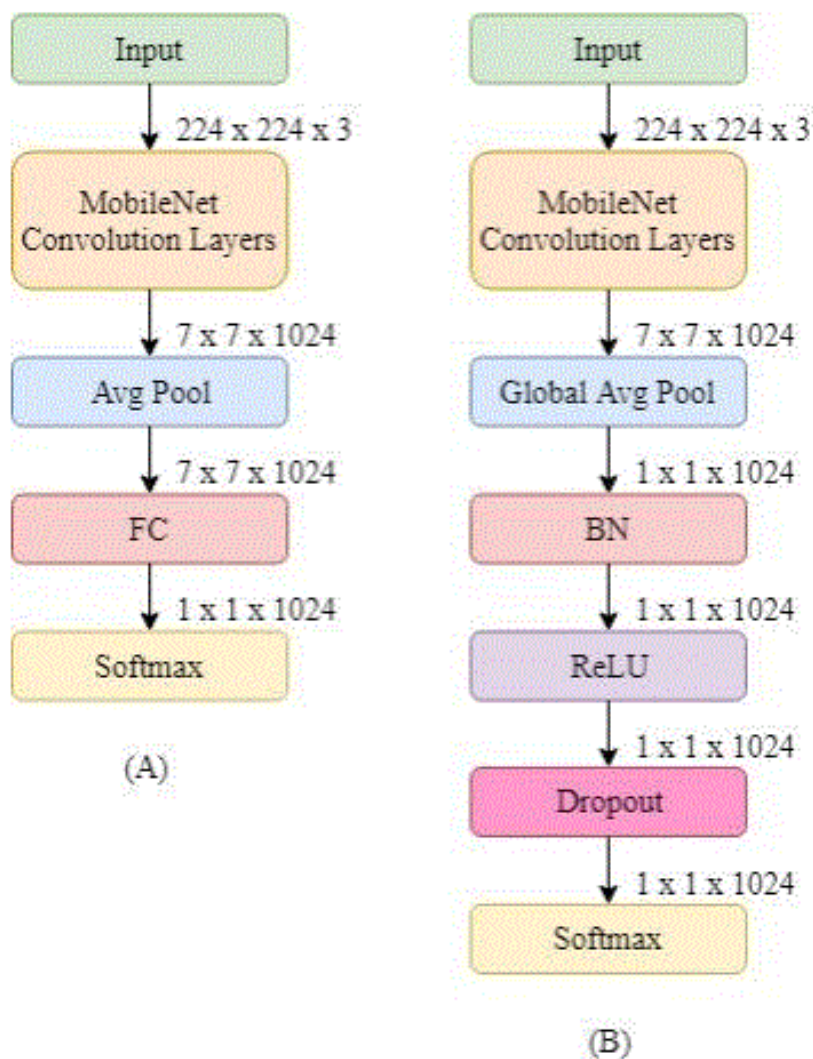 Input
224 x 224 x 3
MobileNet
Convolution Layers
7 x 7 x 1024
Avg Pool
7 x 7 x 1024
FC
1 x 1 x 1024
Softmax
(A)
Input
224 x 224 x 3
MobileNet
Convolution Layers
7 x 7 x 1024
Global Avg Pool
1 x 1 x 1024
BN
1 x 1 x 1024
ReLU
1 x 1 x 1024
Dropout
1 x 1 x 1024
Softmax
(B)